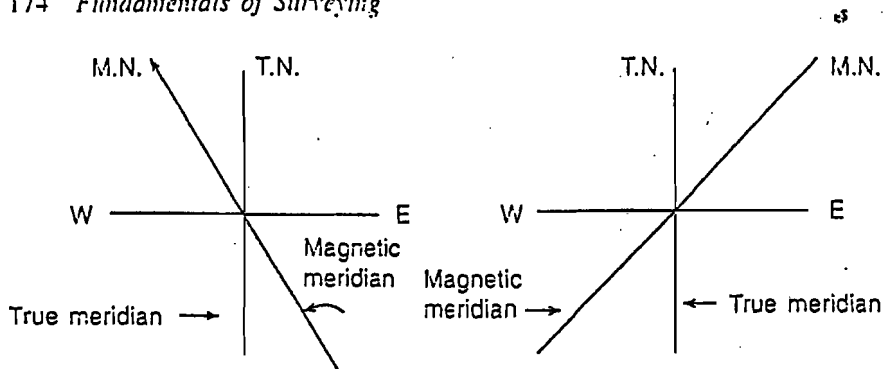 174 Fundamentals of Surveying
M.N. T.N. T.N. M.N.
W E W E
Magnetic
meridian
Magnetic
meridian
True meridian
True meridian